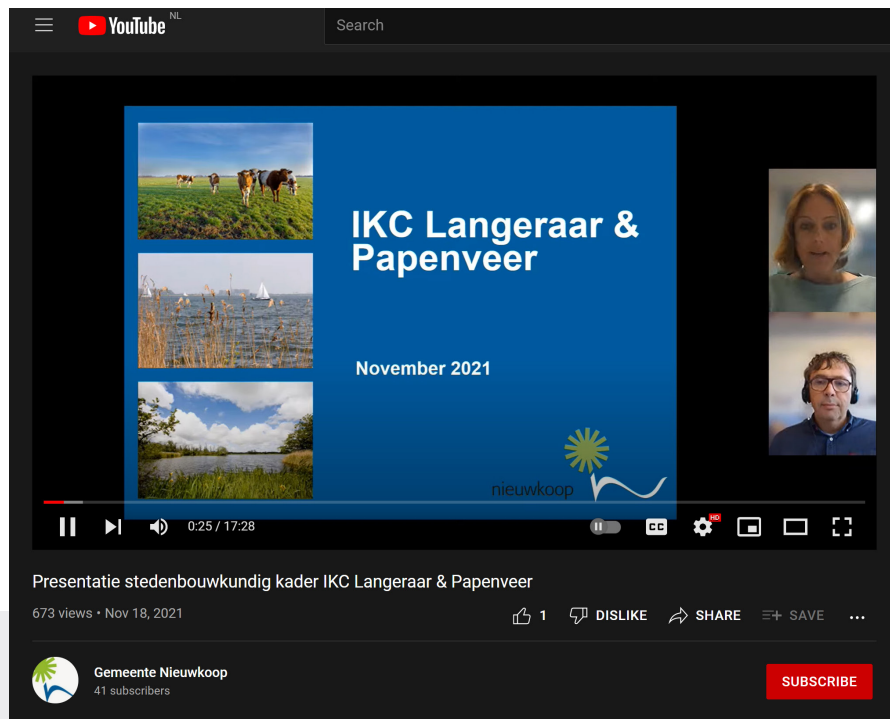 YouTube NL
Search
IKC Langeraar &
Papenveer
November 2021
nieuwkoop
0:25 / 17:28
CC
HD
Presentatie stedenbouwkundig kader IKC Langeraar & Papenveer
673 views • Nov 18, 2021
1
DISLIKE
SHARE
SAVE
Gemeente Nieuwkoop
41 subscribers
SUBSCRIBE